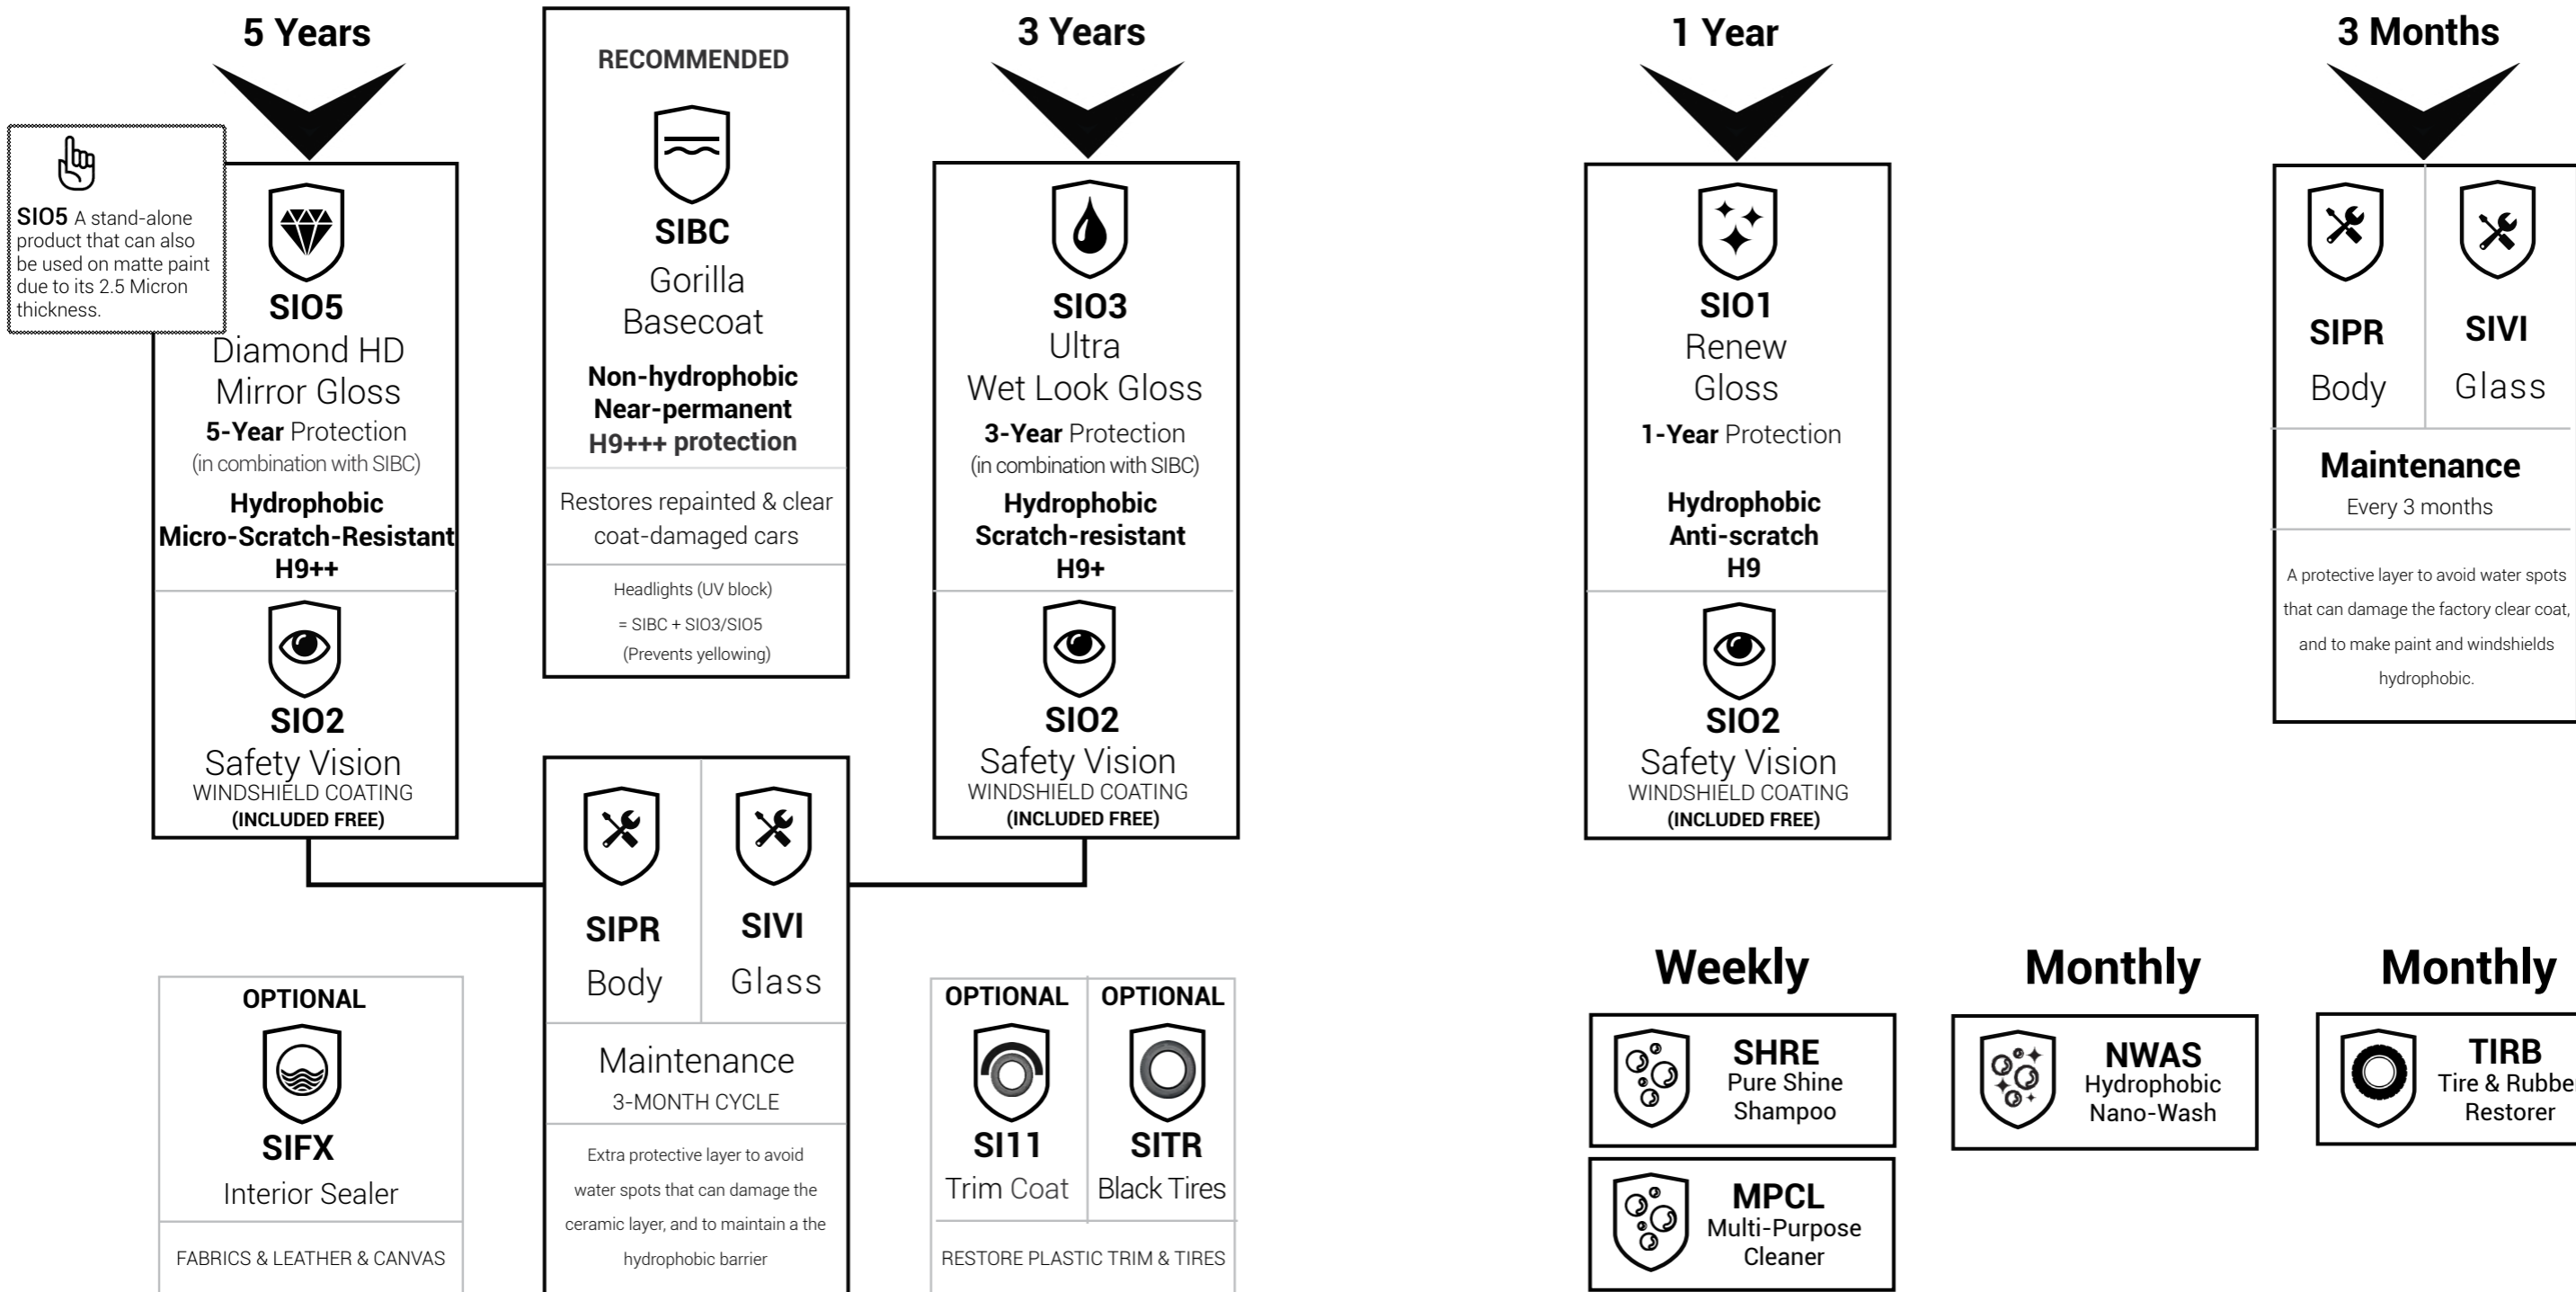 5 Years
SIO5 A stand-alone
product that can also
be used on matte paint
due to its 2.5 Micron
thickness.
SIO5
Diamond HD
Mirror Gloss
5-Year Protection
(in combination with SIBC)
Hydrophobic
Micro-Scratch-Resistant
H9++
SIO2
Safety Vision
WINDSHIELD COATING
(INCLUDED FREE)
RECOMMENDED
SIBC
Gorilla
Basecoat
Non-hydrophobic
Near-permanent
H9+++ protection
Restores repainted & clear
coat-damaged cars
Headlights (UV block)
= SIBC + SIO3/SIO5
(Prevents yellowing)
3 Years
SIO3
Ultra
Wet Look Gloss
3-Year Protection
(in combination with SIBC)
Hydrophobic
Scratch-resistant
H9+
SIO2
Safety Vision
WINDSHIELD COATING
(INCLUDED FREE)
SIPR
Body
SIVI
Glass
Maintenance
3-MONTH CYCLE
Extra protective layer to avoid
water spots that can damage the
ceramic layer, and to maintain a the
hydrophobic barrier
OPTIONAL
SIFX
Interior Sealer
FABRICS & LEATHER & CANVAS
OPTIONAL
SI11
Trim Coat
OPTIONAL
SITR
Black Tires
RESTORE PLASTIC TRIM & TIRES
1 Year
SIO1
Renew
Gloss
1-Year Protection
Hydrophobic
Anti-scratch
H9
SIO2
Safety Vision
WINDSHIELD COATING
(INCLUDED FREE)
3 Months
SIPR
Body
SIVI
Glass
Maintenance
Every 3 months
A protective layer to avoid water spots
that can damage the factory clear coat,
and to make paint and windshields
hydrophobic.
Weekly
SHRE
Pure Shine
Shampoo
MPCL
Multi-Purpose
Cleaner
Monthly
NWAS
Hydrophobic
Nano-Wash
Monthly
TIRB
Tire & Rubber
Restorer